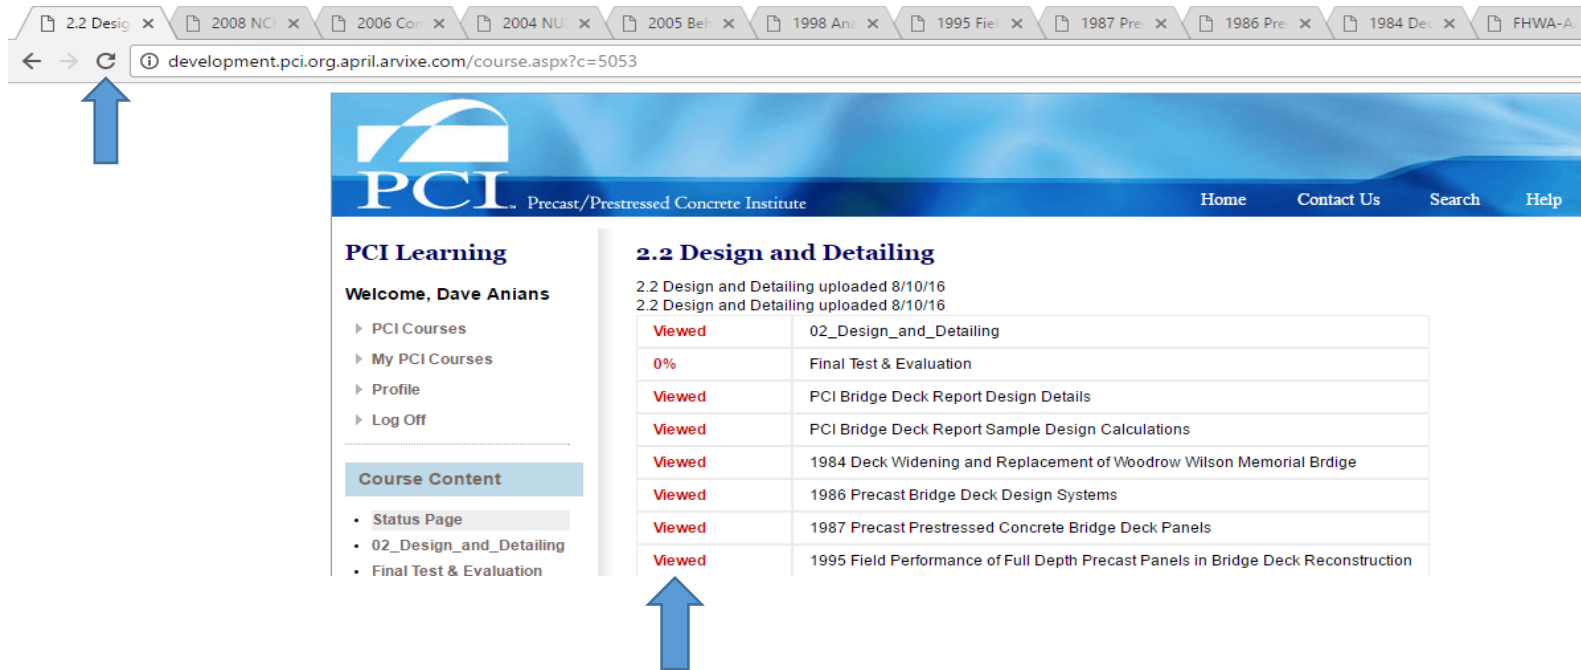 2.2 Desig
2008 NC
2006 Con
2004 NU
2005 Beh
1998 Ana
1995 Fiel
1987 Pre
1986 Pre
1984 Dec
FHWA-A
development.pci.org.april.arvixe.com/course.aspx?c=5053
PCI Precast/Prestressed Concrete Institute
Home Contact Us Search Help
PCI Learning
Welcome, Dave Anians
PCI Courses
My PCI Courses
Profile
Log Off
Course Content
Status Page
02_Design_and_Detailing
Final Test & Evaluation
2.2 Design and Detailing
2.2 Design and Detailing uploaded 8/10/16
2.2 Design and Detailing uploaded 8/10/16
Viewed 02_Design_and_Detailing
0% Final Test & Evaluation
Viewed PCI Bridge Deck Report Design Details
Viewed PCI Bridge Deck Report Sample Design Calculations
Viewed 1984 Deck Widening and Replacement of Woodrow Wilson Memorial Brdige
Viewed 1986 Precast Bridge Deck Design Systems
Viewed 1987 Precast Prestressed Concrete Bridge Deck Panels
Viewed 1995 Field Performance of Full Depth Precast Panels in Bridge Deck Reconstruction